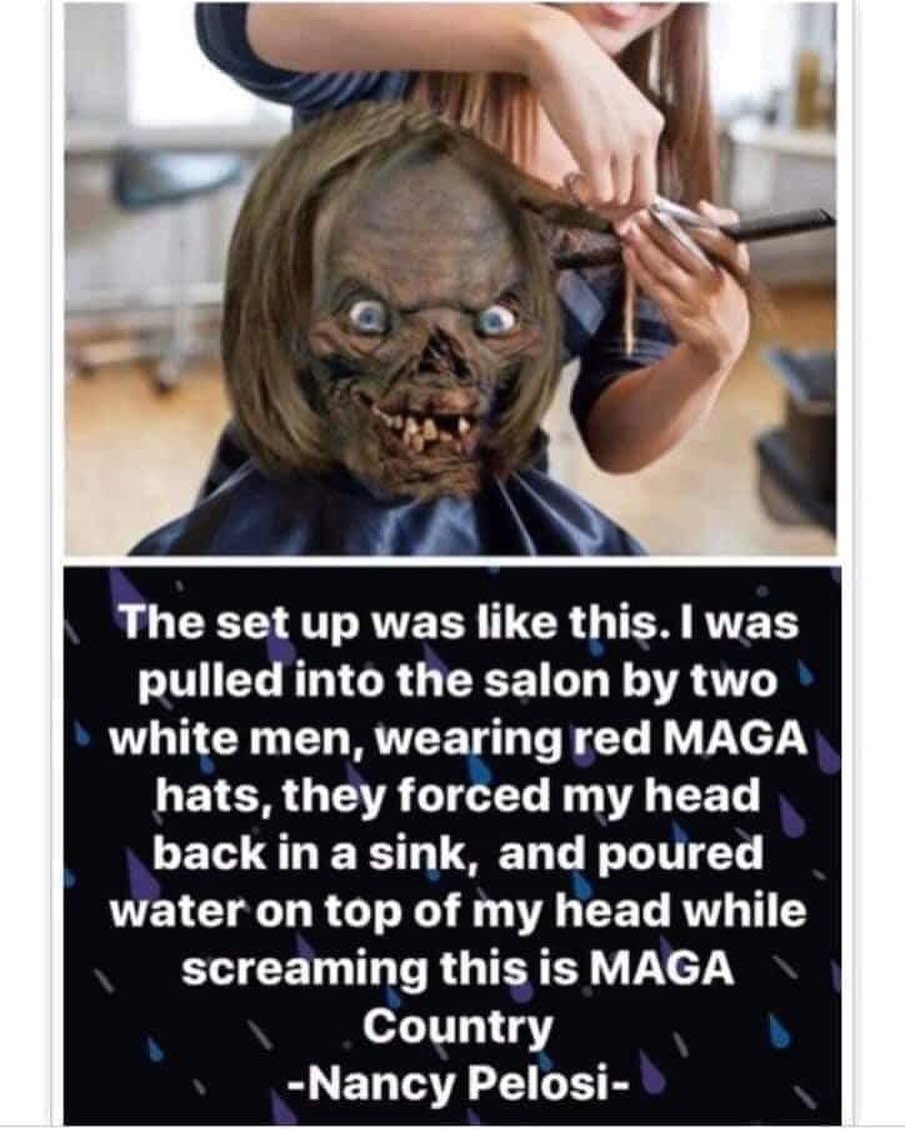 The set up was like this. I was
pulled into the salon by two
white men, wearing red MAGA
hats, they forced my head
back in a sink, and poured
water on top of my head while
screaming this is MAGA
Country
-Nancy Pelosi-